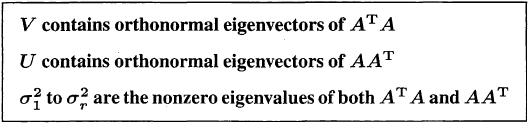 V contains orthonormal eigenvectors of AᵀA
U contains orthonormal eigenvectors of AAᵀ
σ₁² to σᵣ² are the nonzero eigenvalues of both AᵀA and AAᵀ